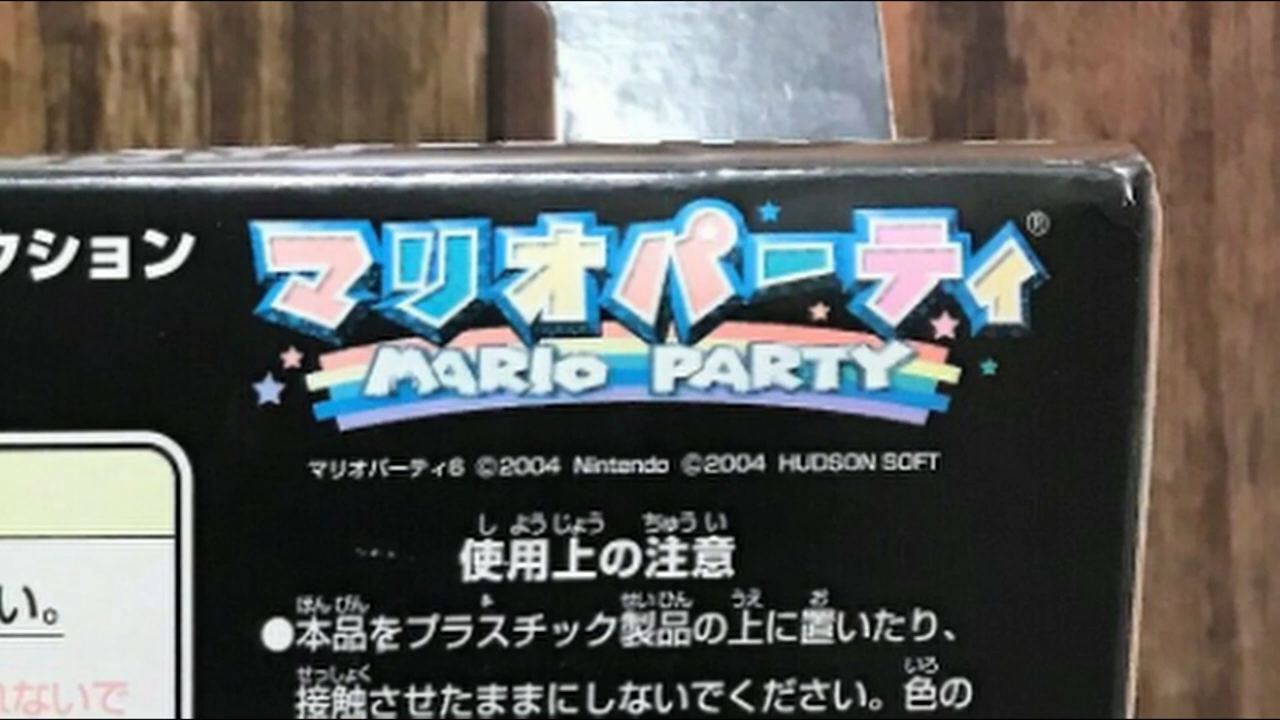 クション
マリオパーティ®
MARIO PARTY
マリオパーティ6 ©2004 Nintendo ©2004 HUDSON SOFT
しようじょう ちゅうい
使用上の注意
ほんぴん せいひん うえ お
●本品をプラスチック製品の上に置いたり、
せっしょく いろ
接触させたままにしないでください。色の
い。
れないで